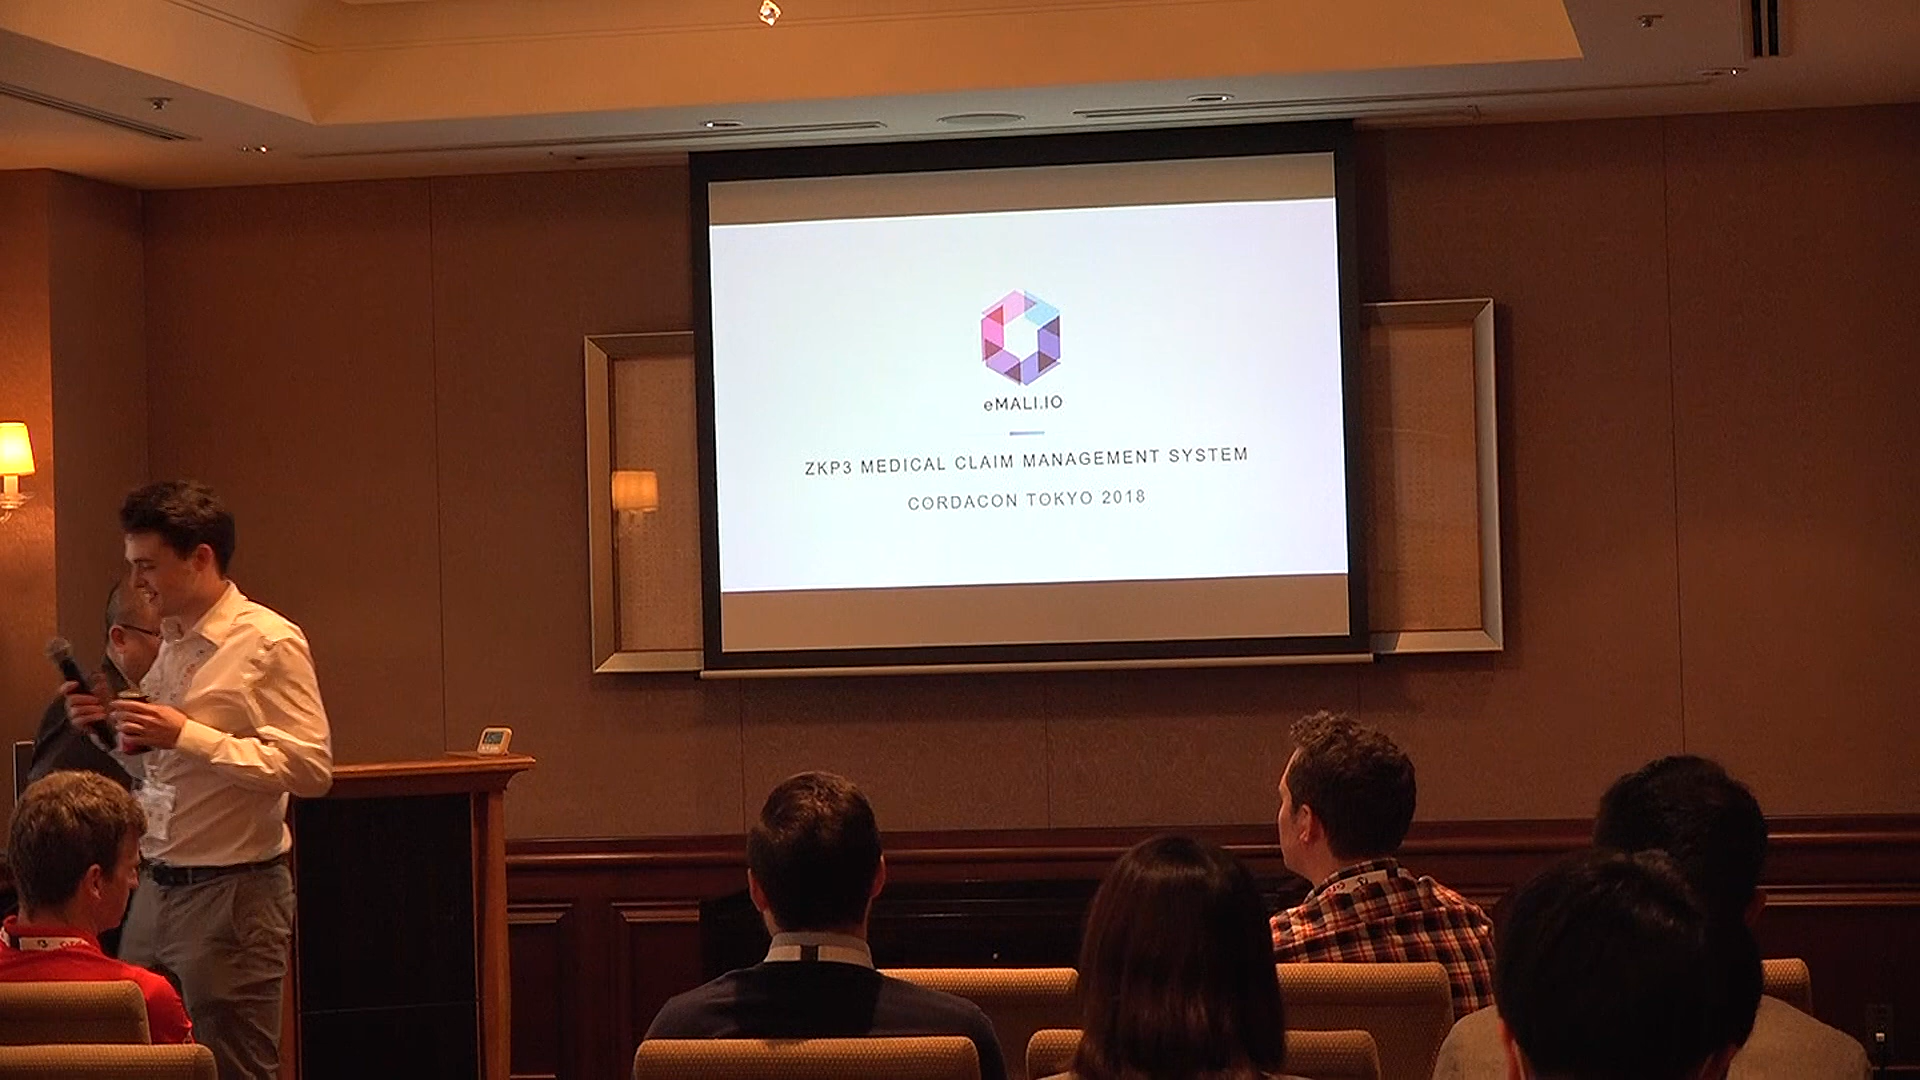 eMALI.IO
ZKP3 MEDICAL CLAIM MANAGEMENT SYSTEM
CORDACON TOKYO 2018